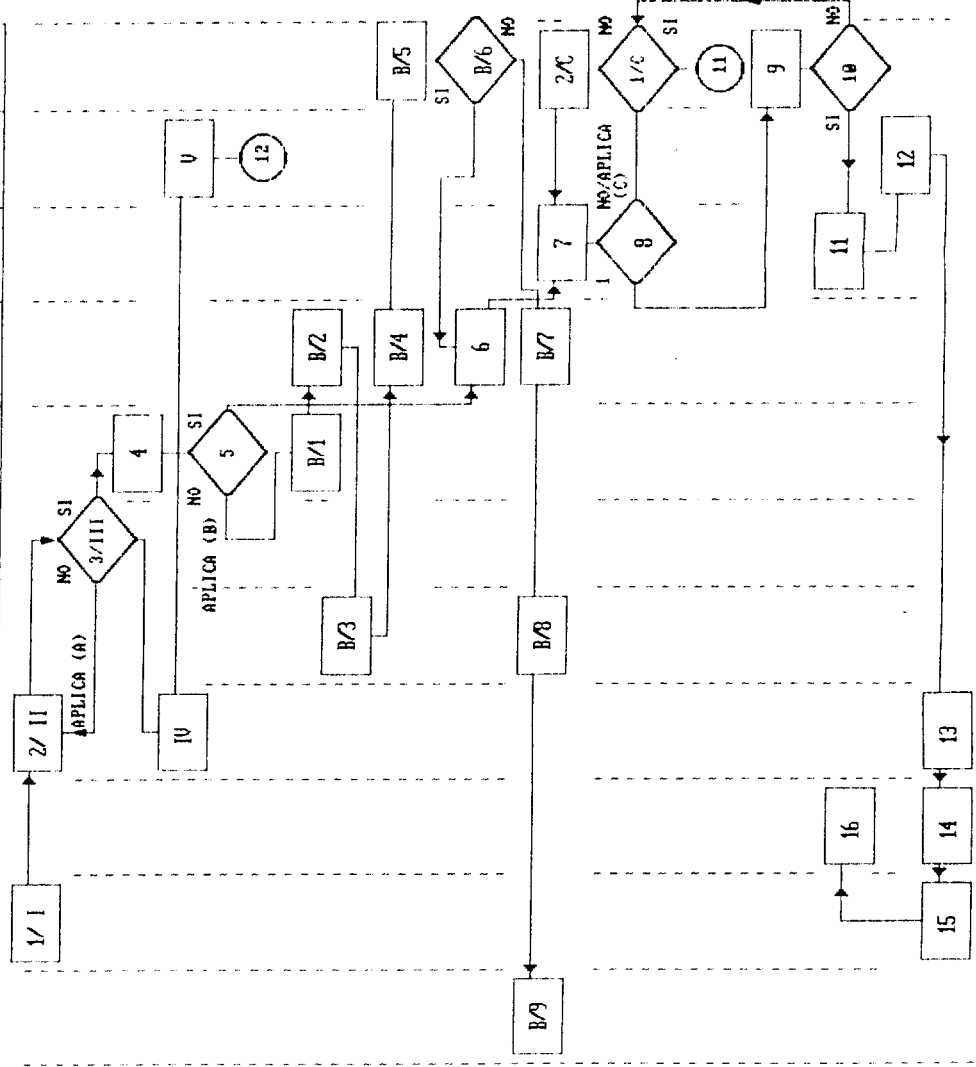 1/ I
2/ II
APLICA (A)
NO
3/III
SI
IV
4
V
12
NO
5
SI
APLICA (B)
B/1
B/2
B/3
B/4
B/5
B/6
NO
SI
6
B/7
B/8
B/9
2/C
7
NO
1/C
SI
11
NO/APLICA
(C)
8
9
10
NO
SI
11
12
13
14
15
16